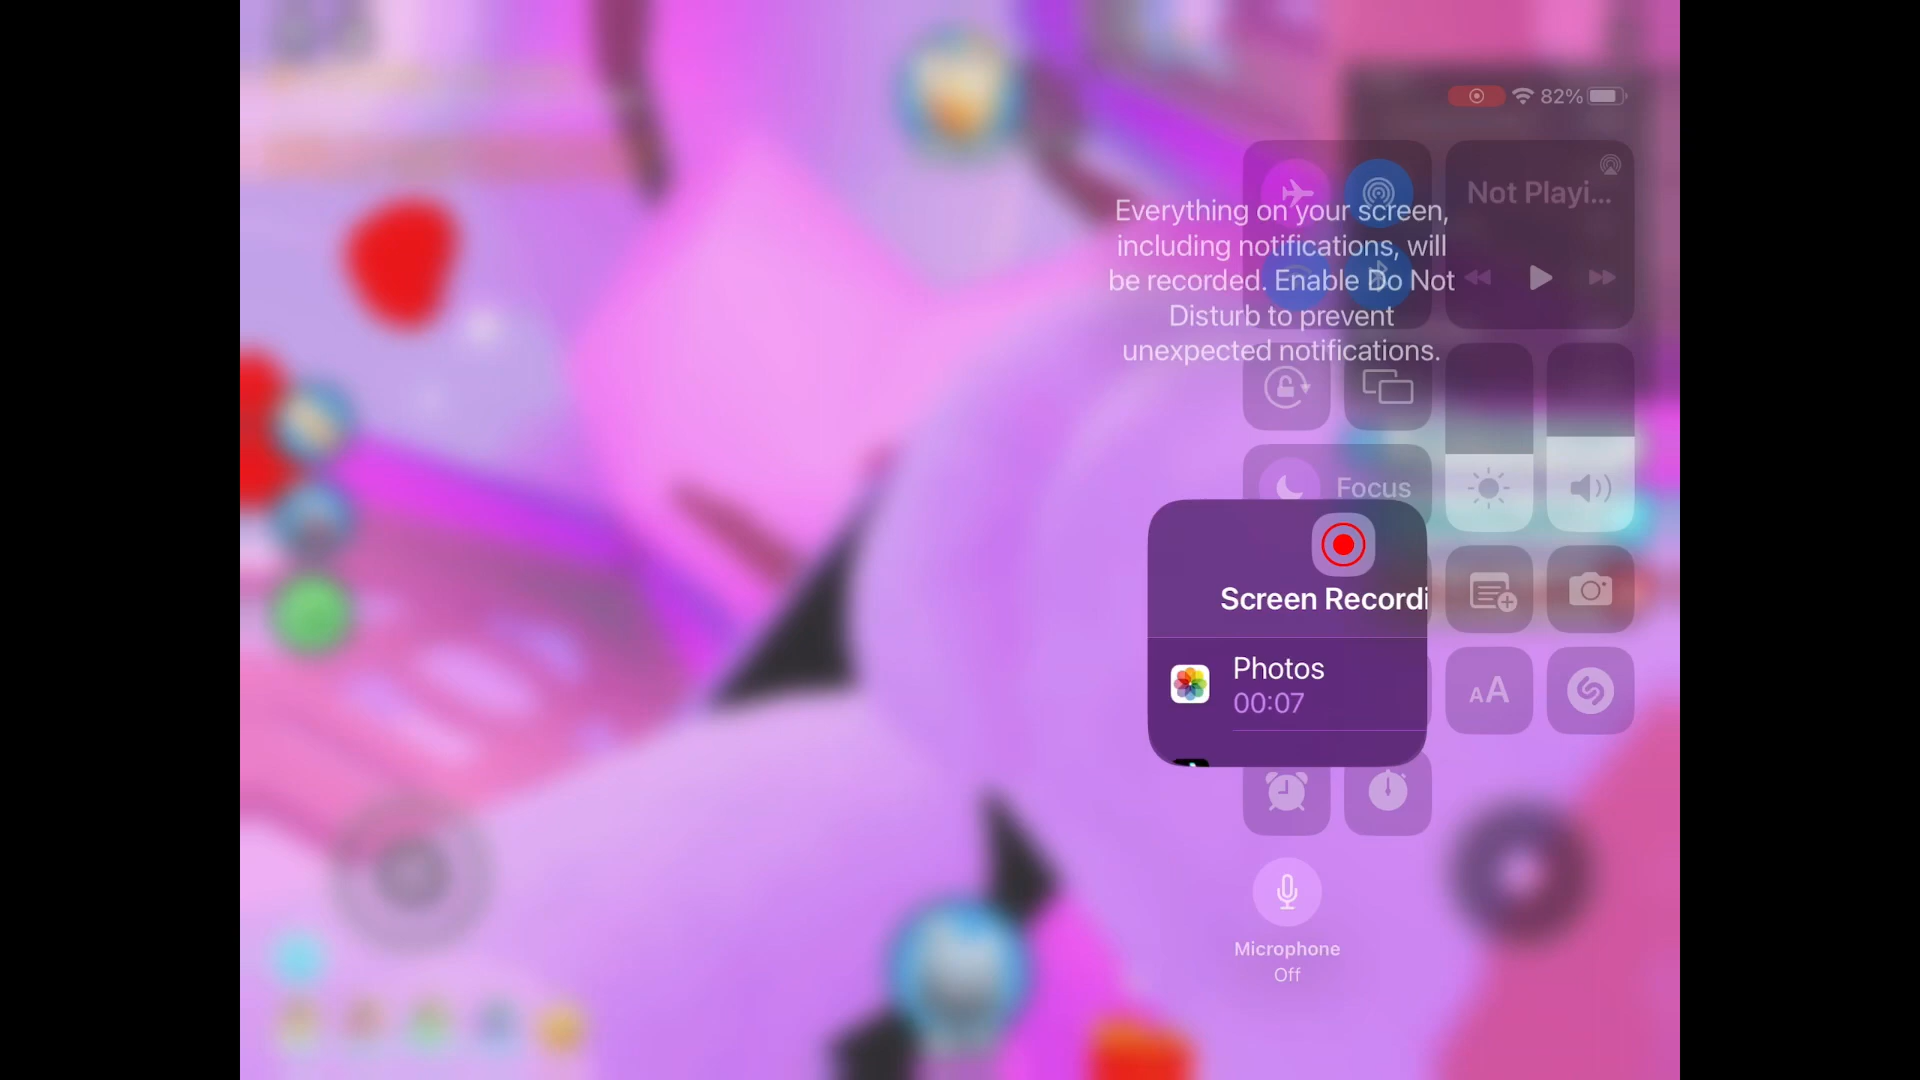 82%
Not Playi...
Everything on your screen,
including notifications, will
be recorded. Enable Do Not
Disturb to prevent
unexpected notifications.
Focus
Screen Recordi
Photos
00:07
AA
Microphone
Off